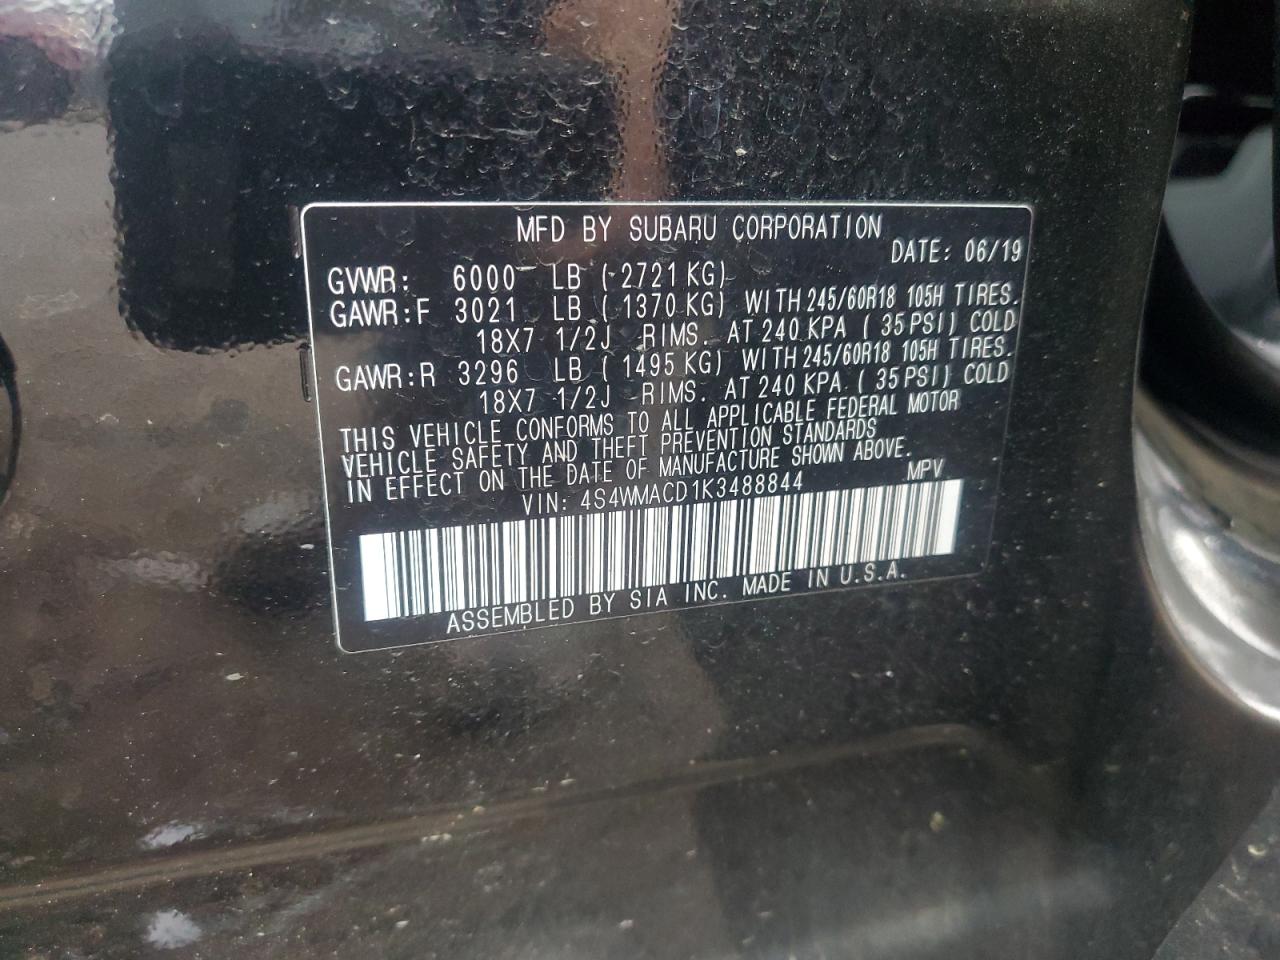 MFD BY SUBARU CORPORATION
DATE: 06/19
GVWR: 6000 LB ( 2721 KG)
GAWR:F 3021 LB ( 1370 KG) WITH 245/60R18 105H TIRES.
18X7 1/2J RIMS. AT 240 KPA ( 35 PSI) COLD
GAWR:R 3296 LB ( 1495 KG) WITH 245/60R18 105H TIRES.
18X7 1/2J RIMS. AT 240 KPA ( 35 PSI) COLD
THIS VEHICLE CONFORMS TO ALL APPLICABLE FEDERAL MOTOR
VEHICLE SAFETY AND THEFT PREVENTION STANDARDS
IN EFFECT ON THE DATE OF MANUFACTURE SHOWN ABOVE.
VIN: 4S4WMACD1K3488844 MPV
ASSEMBLED BY SIA INC. MADE IN U.S.A.